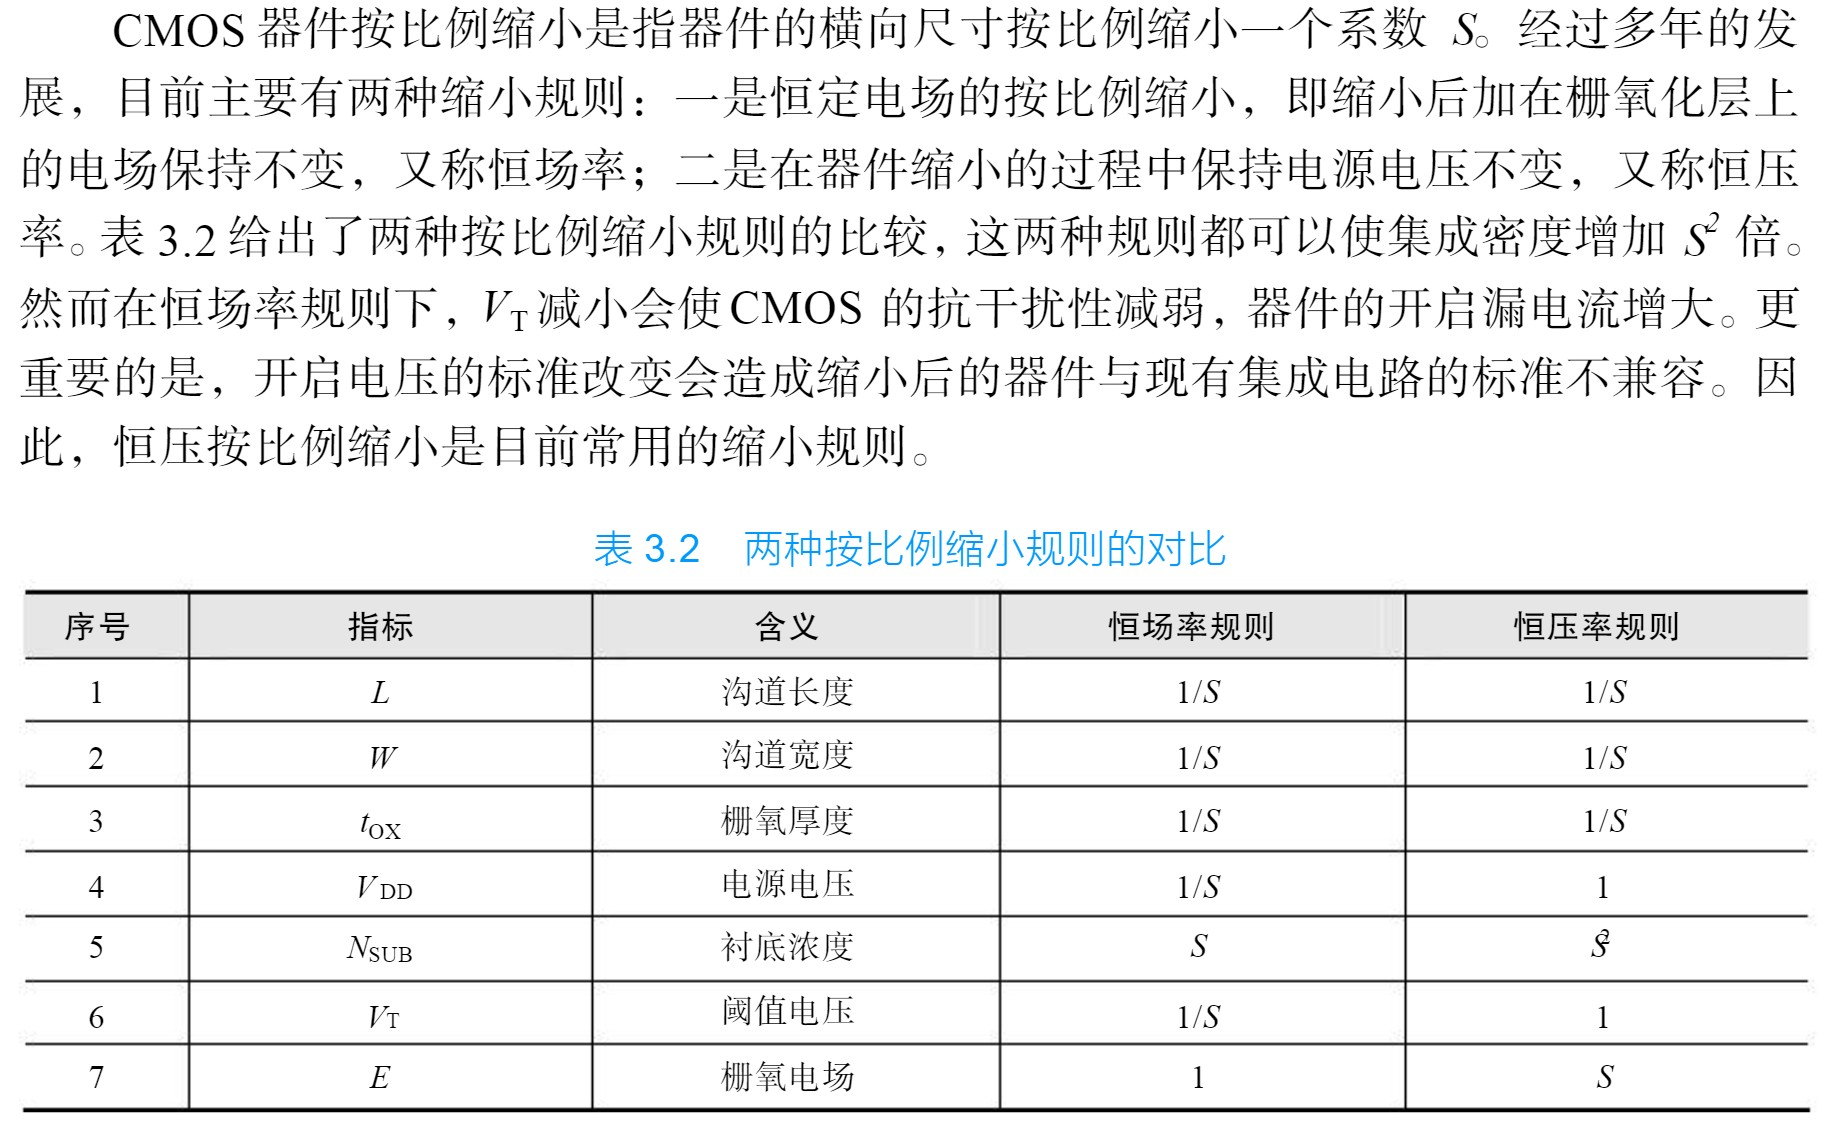 CMOS 器件按比例缩小是指器件的横向尺寸按比例缩小一个系数 S。经过多年的发
展，目前主要有两种缩小规则：一是恒定电场的按比例缩小，即缩小后加在栅氧化层上
的电场保持不变，又称恒场率；二是在器件缩小的过程中保持电源电压不变，又称恒压
率。表 3.2 给出了两种按比例缩小规则的比较，这两种规则都可以使集成密度增加 S² 倍。
然而在恒场率规则下，V_T 减小会使 CMOS 的抗干扰性减弱，器件的开启漏电流增大。更
重要的是，开启电压的标准改变会造成缩小后的器件与现有集成电路的标准不兼容。因
此，恒压按比例缩小是目前常用的缩小规则。
表 3.2 两种按比例缩小规则的对比
序号 指标 含义 恒场率规则 恒压率规则
1 L 沟道长度 1/S 1/S
2 W 沟道宽度 1/S 1/S
3 t_OX 栅氧厚度 1/S 1/S
4 V_DD 电源电压 1/S 1
5 N_SUB 衬底浓度 S S²
6 V_T 阈值电压 1/S 1
7 E 栅氧电场 1 S